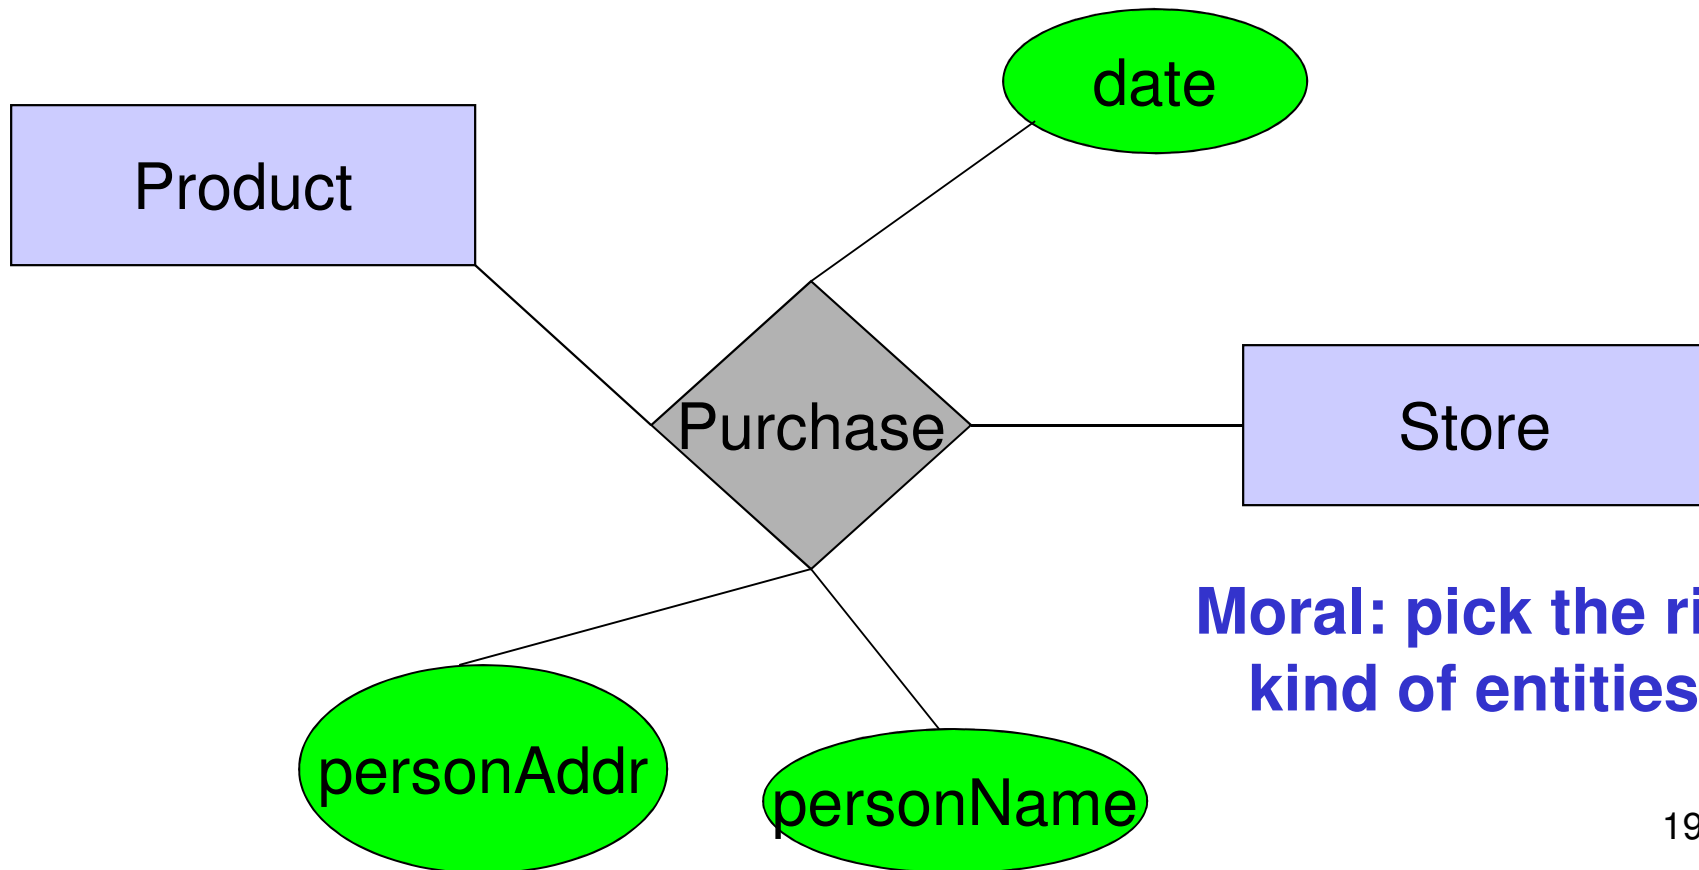 date
Product
Purchase
Store
Moral: pick the ri
kind of entities
personAddr
personName
19